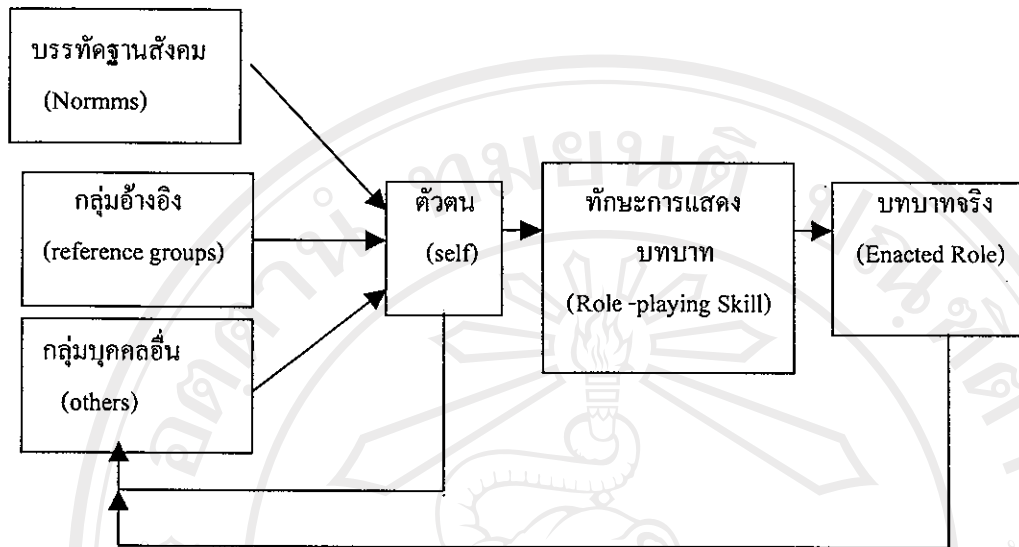 บรรทัดฐานสังคม
(Normms)
กลุ่มอ้างอิง
(reference groups)
กลุ่มบุคคลอื่น
(others)
ตัวตน
(self)
ทักษะการแสดง
บทบาท
(Role -playing Skill)
บทบาทจริง
(Enacted Role)